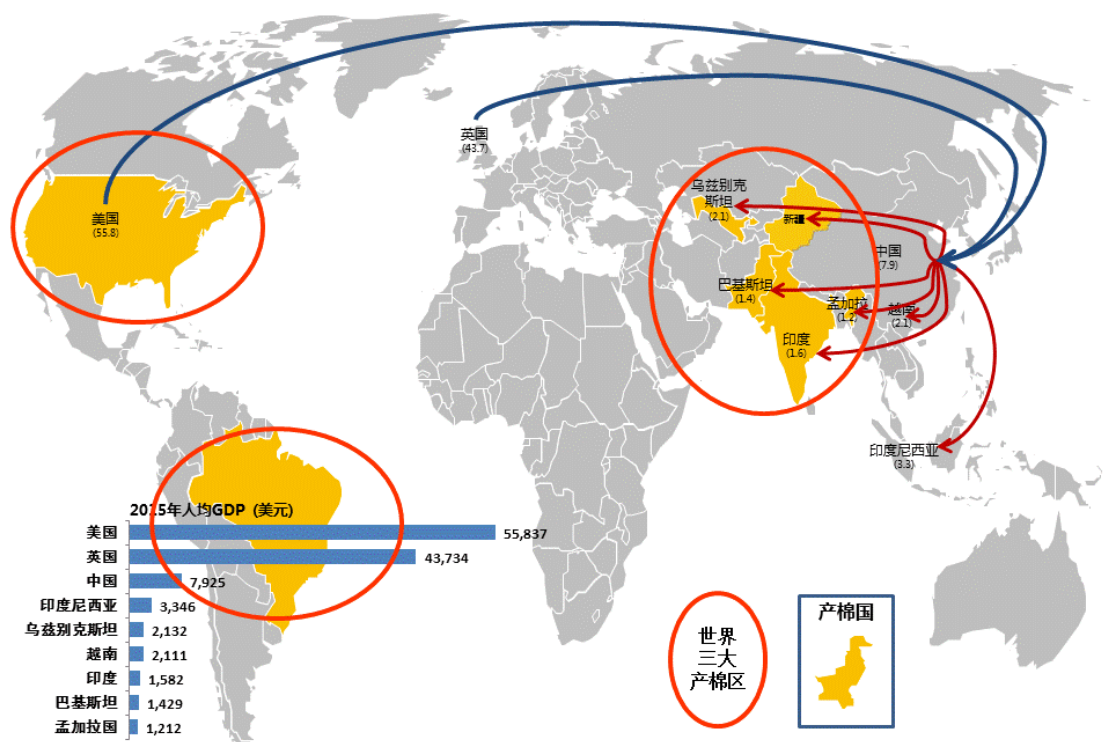 英国
(43.7)
美国
(55.8)
乌兹别克
斯坦
(2.1)
新疆
中国
(7.9)
巴基斯坦
(1.4)
孟加拉
(1.2)
越南
(2.1)
印度
(1.6)
印度尼西亚
(3.3)
2015年人均GDP (美元)
美国 55,837
英国 43,734
中国 7,925
印度尼西亚 3,346
乌兹别克斯坦 2,132
越南 2,111
印度 1,582
巴基斯坦 1,429
孟加拉国 1,212
世界
三大
产棉区
产棉国